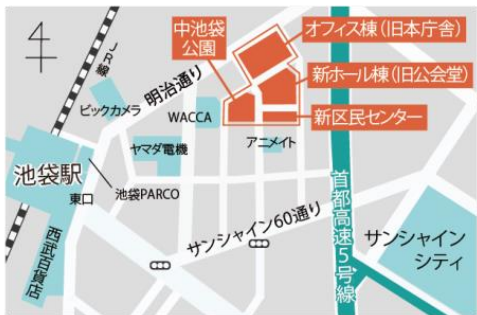 中池袋
公園
オフィス棟(旧本庁舎)
JR線
明治通り
新ホール棟(旧公会堂)
ビックカメラ
WACCA
新区民センター
ヤマダ電機
アニメイト
池袋駅
東口
池袋PARCO
首都高速5号線
サンシャイン60通り
サンシャイン
シティ
西武百貨店